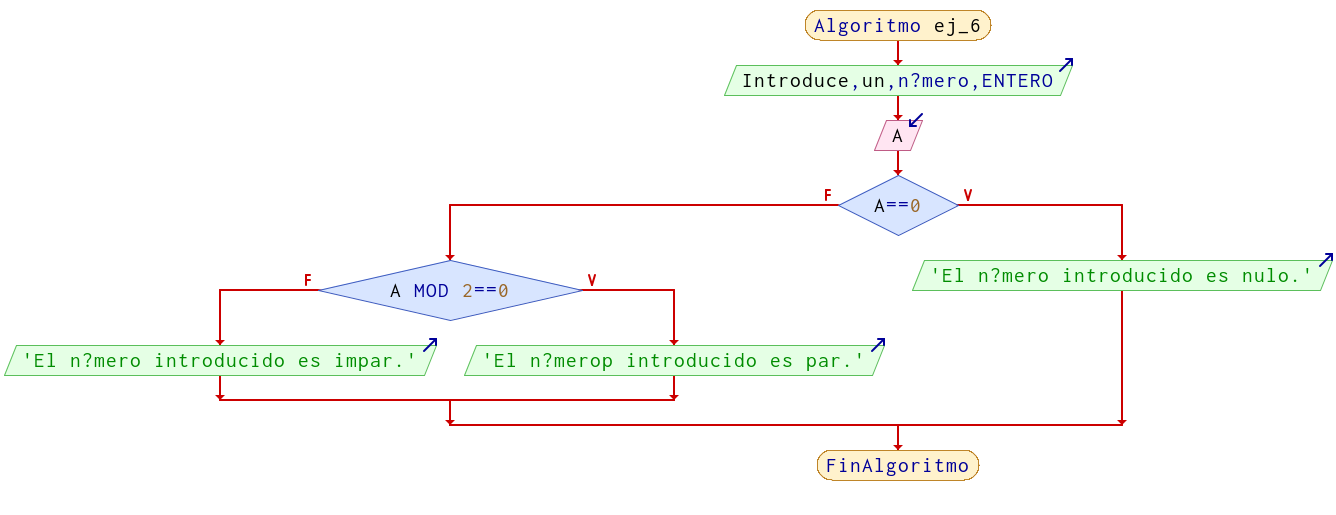 Algoritmo ej_6
Introduce,un,n?mero,ENTERO
A
F
V
A==0
'El n?mero introducido es nulo.'
F
V
A MOD 2==0
'El n?mero introducido es impar.'
'El n?merop introducido es par.'
FinAlgoritmo